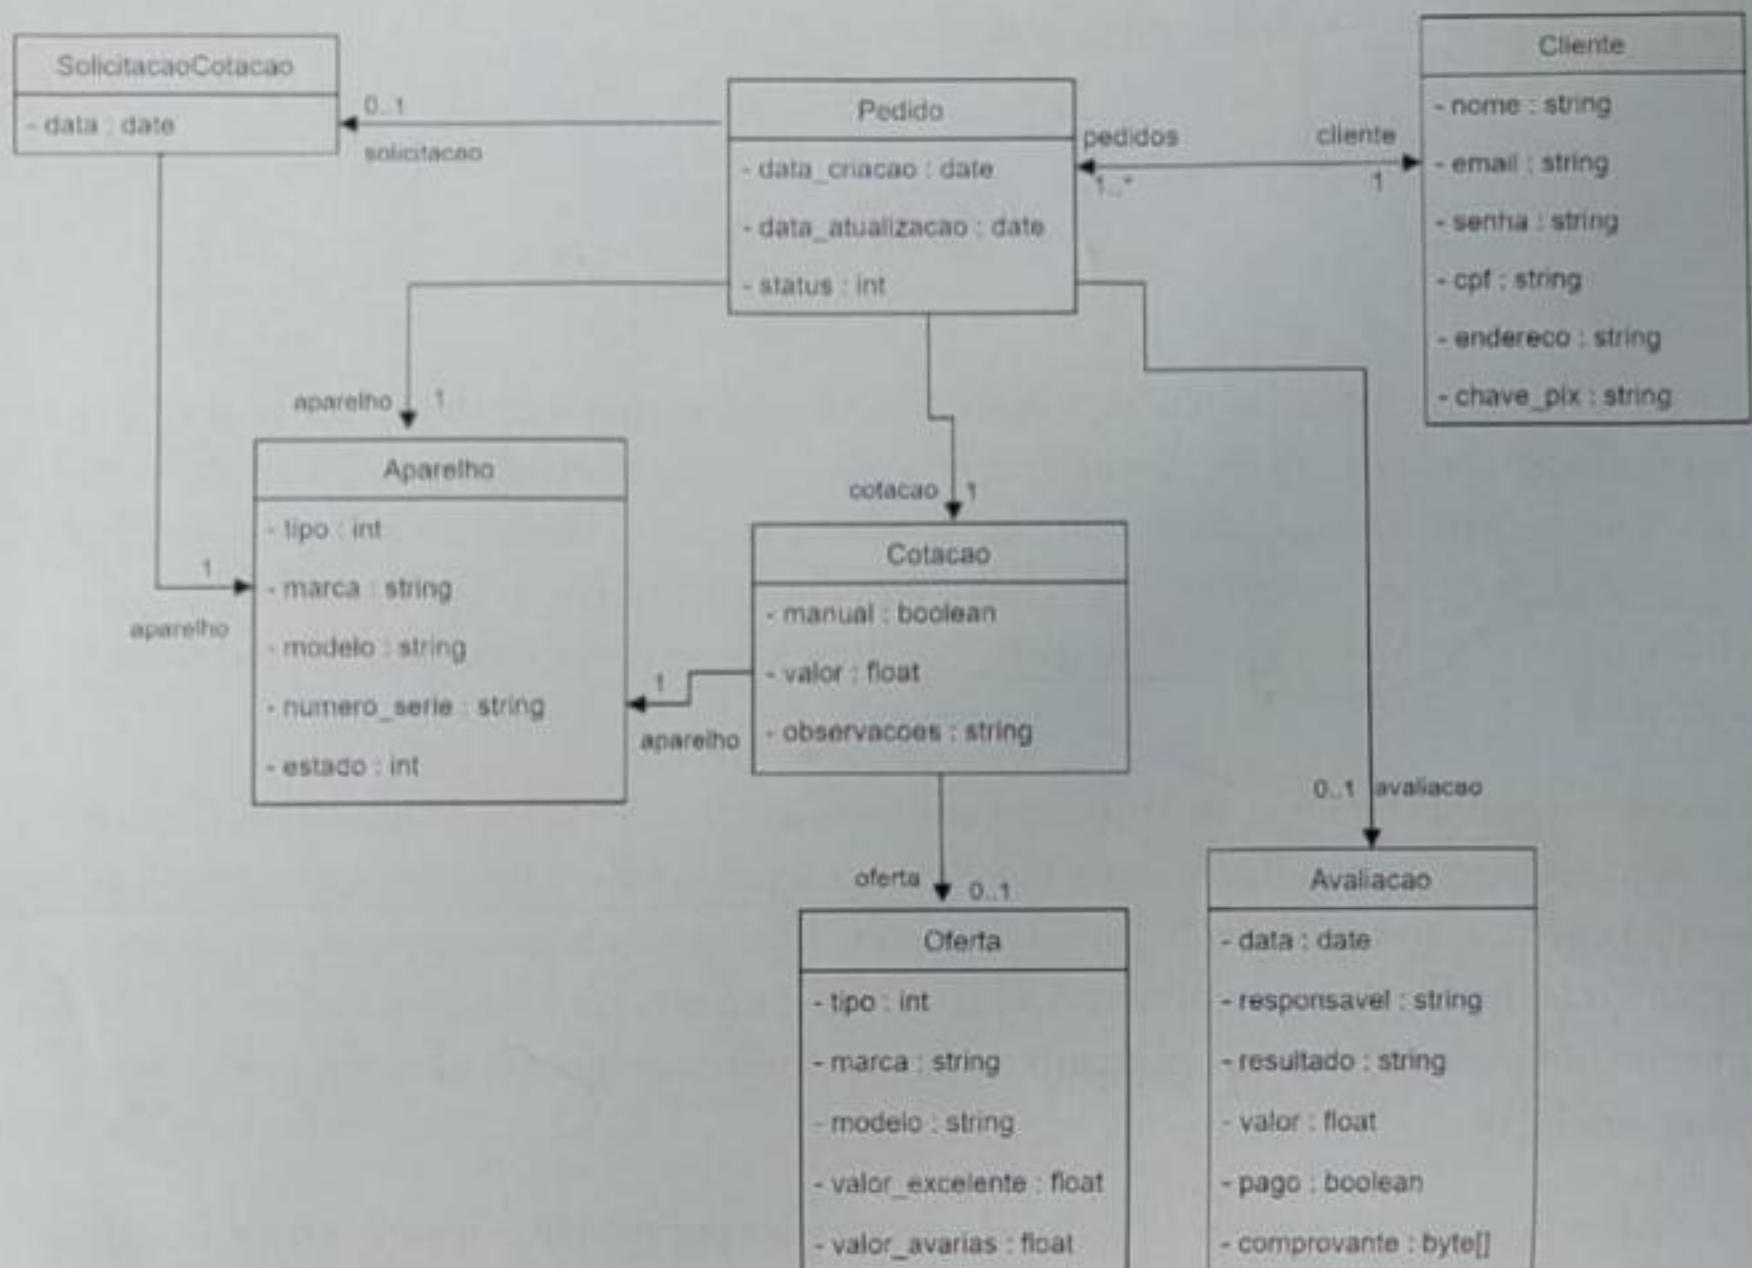 SolicitacaoCotacao
- data : date
0..1
solicitacao
Pedido
- data_criacao : date
- data_atualizacao : date
- status : int
pedidos
1..*
cliente
1
Cliente
- nome : string
- email : string
- senha : string
- cpf : string
- endereco : string
- chave_pix : string
aparelho
1
Aparelho
- tipo : int
- marca : string
- modelo : string
- numero_serie : string
- estado : int
1
aparelho
cotacao
1
Cotacao
- manual : boolean
- valor : float
- observacoes : string
1
aparelho
oferta
0..1
Oferta
- tipo : int
- marca : string
- modelo : string
- valor_excelente : float
- valor_avarias : float
0..1
avaliacao
Avaliacao
- data : date
- responsavel : string
- resultado : string
- valor : float
- pago : boolean
- comprovante : byte[]